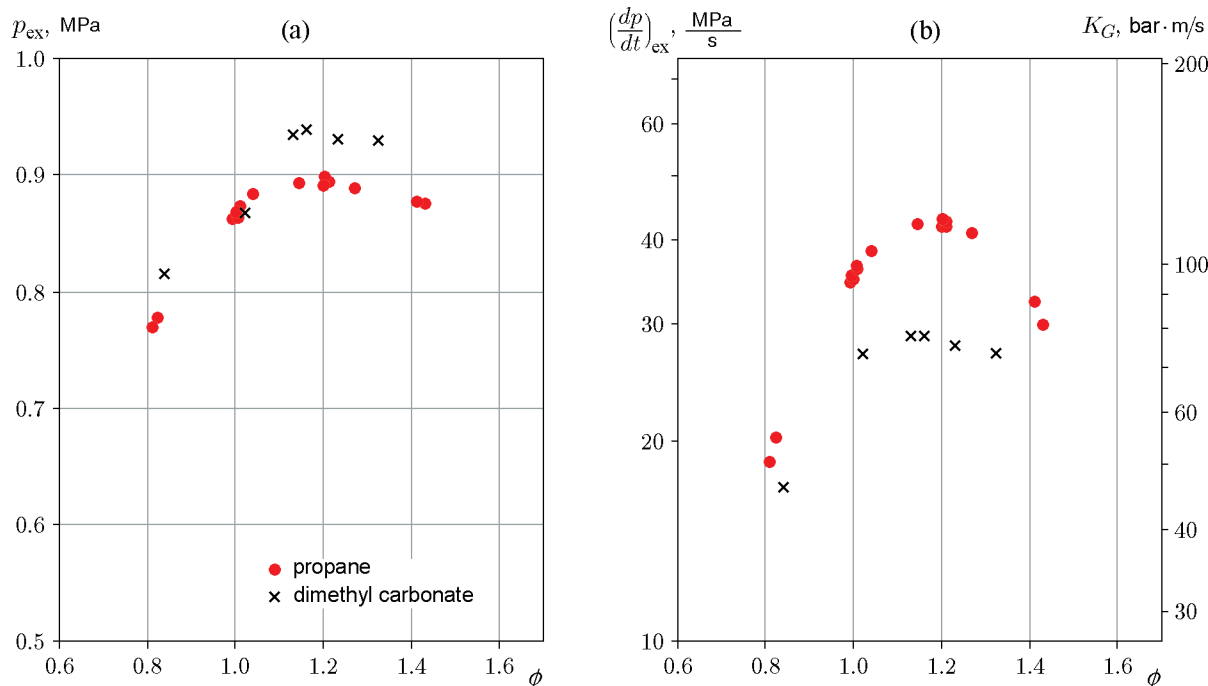 p_ex, MPa
(a)
1.0
0.9
0.8
0.7
0.6
0.5
0.6 0.8 1.0 1.2 1.4 1.6
ϕ
propane
dimethyl carbonate
(dp/dt)_ex, MPa/s
(b)
K_G, bar·m/s
60
40
30
20
10
200
100
60
40
30
0.6 0.8 1.0 1.2 1.4 1.6
ϕ